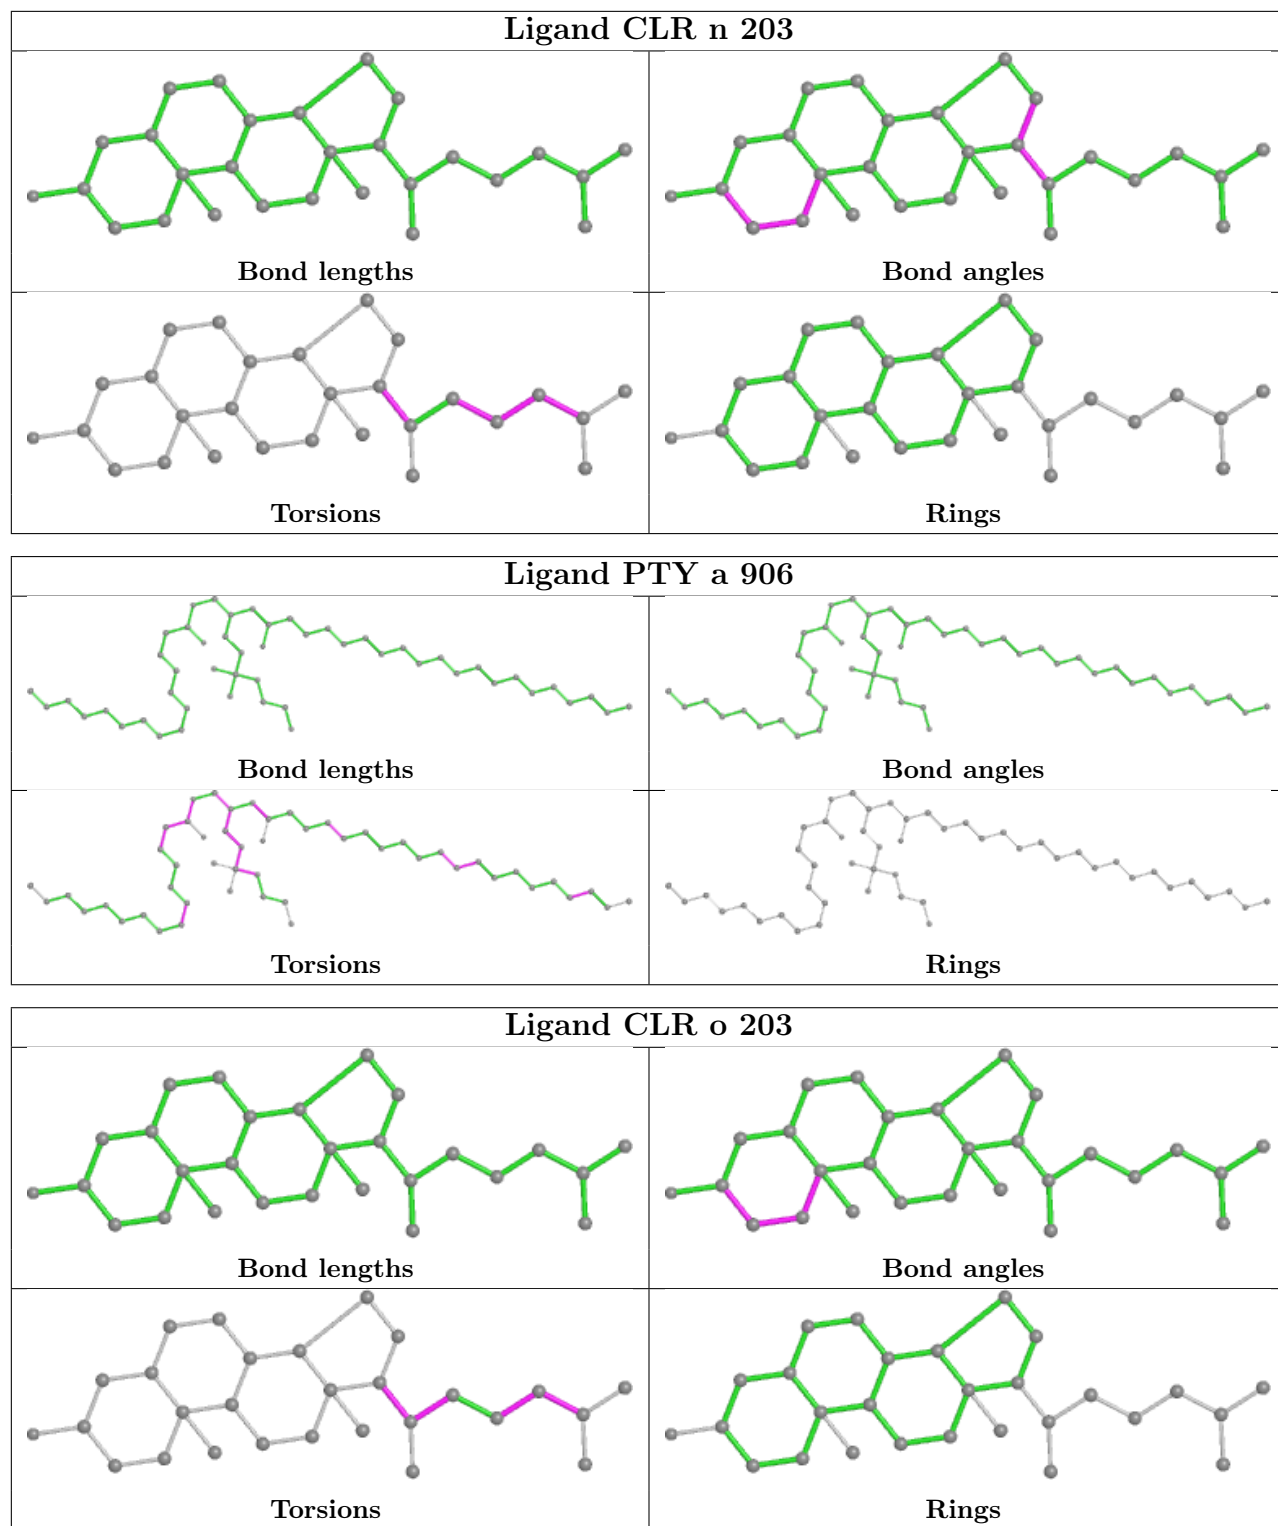 Ligand CLR n 203
Bond lengths
Bond angles
Torsions
Rings
Ligand PTY a 906
Bond lengths
Bond angles
Torsions
Rings
Ligand CLR o 203
Bond lengths
Bond angles
Torsions
Rings